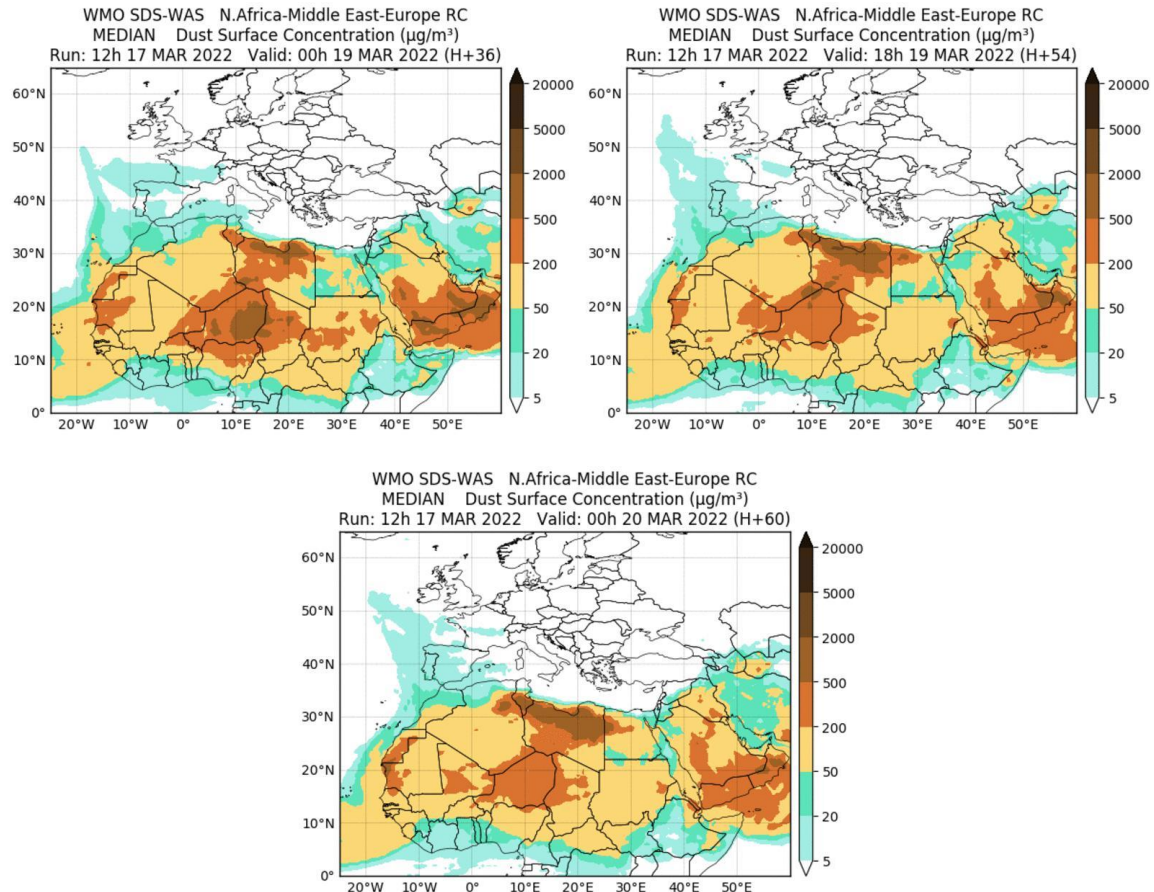 WMO SDS-WAS N.Africa-Middle East-Europe RC
MEDIAN Dust Surface Concentration (µg/m³)
Run: 12h 17 MAR 2022 Valid: 00h 19 MAR 2022 (H+36)
60°N
50°N
40°N
30°N
20°N
10°N
0°
20°W 10°W 0° 10°E 20°E 30°E 40°E 50°E
20000
5000
2000
500
200
50
20
5
WMO SDS-WAS N.Africa-Middle East-Europe RC
MEDIAN Dust Surface Concentration (µg/m³)
Run: 12h 17 MAR 2022 Valid: 18h 19 MAR 2022 (H+54)
60°N
50°N
40°N
30°N
20°N
10°N
0°
20°W 10°W 0° 10°E 20°E 30°E 40°E 50°E
20000
5000
2000
500
200
50
20
5
WMO SDS-WAS N.Africa-Middle East-Europe RC
MEDIAN Dust Surface Concentration (µg/m³)
Run: 12h 17 MAR 2022 Valid: 00h 20 MAR 2022 (H+60)
60°N
50°N
40°N
30°N
20°N
10°N
0°
20°W 10°W 0° 10°E 20°E 30°E 40°E 50°E
20000
5000
2000
500
200
50
20
5